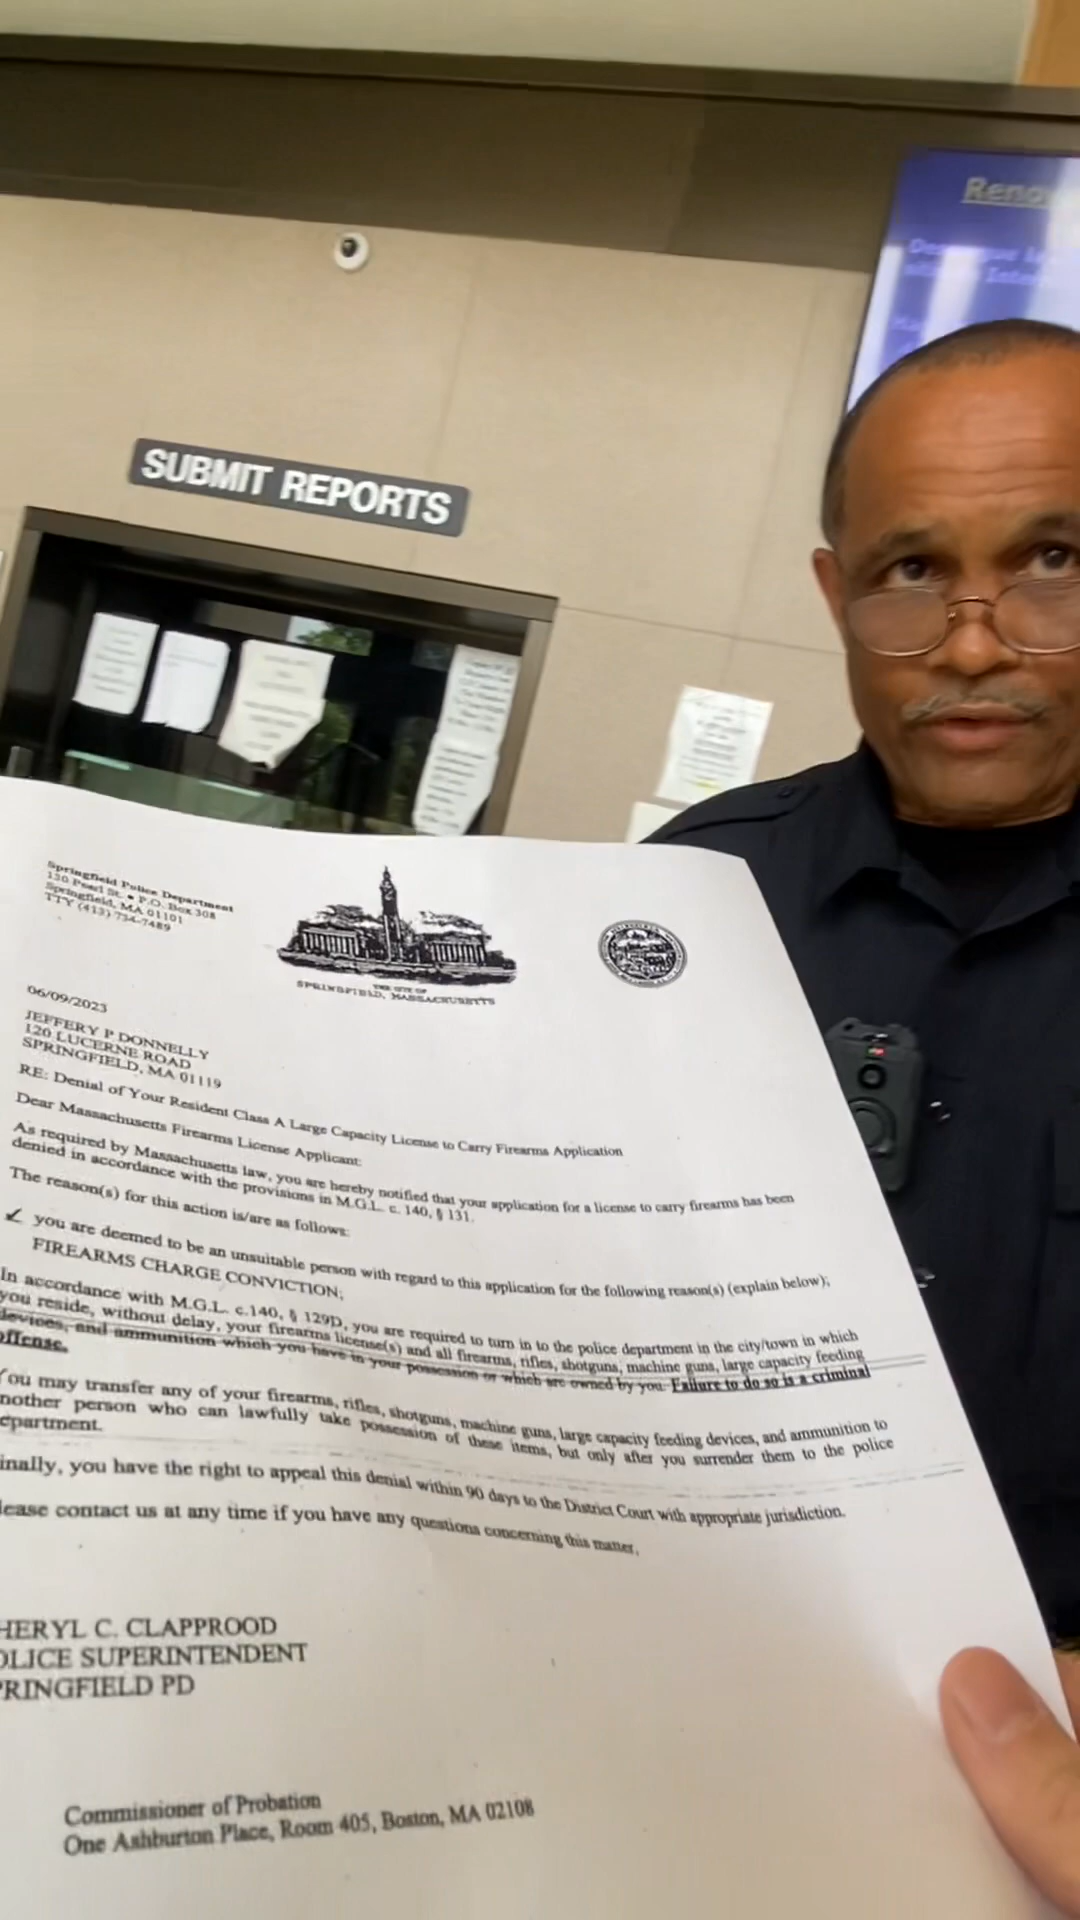 Reno
SUBMIT REPORTS
Springfield Police Department
130 Pearl St. • P.O. Box 308
Springfield, MA 01101
TTY (413) 734-7489
THE CITY OF
SPRINGFIELD, MASSACHUSETTS
06/09/2023
JEFFERY P DONNELLY
120 LUCERNE ROAD
SPRINGFIELD, MA 01119
RE: Denial of Your Resident Class A Large Capacity License to Carry Firearms Application
Dear Massachusetts Firearms License Applicant:
As required by Massachusetts law, you are hereby notified that your application for a license to carry firearms has been
denied in accordance with the provisions in M.G.L. c. 140, § 131.
The reason(s) for this action is/are as follows:
✓ you are deemed to be an unsuitable person with regard to this application for the following reason(s) (explain below);
FIREARMS CHARGE CONVICTION;
In accordance with M.G.L. c.140, § 129D, you are required to turn in to the police department in the city/town in which
you reside, without delay, your firearms license(s) and all firearms, rifles, shotguns, machine guns, large capacity feeding
devices, and ammunition which you have in your possession or which are owned by you. Failure to do so is a criminal
offense.
ou may transfer any of your firearms, rifles, shotguns, machine guns, large capacity feeding devices, and ammunition to
nother person who can lawfully take possession of these items, but only after you surrender them to the police
epartment.
inally, you have the right to appeal this denial within 90 days to the District Court with appropriate jurisdiction.
lease contact us at any time if you have any questions concerning this matter.
HERYL C. CLAPPROOD
OLICE SUPERINTENDENT
PRINGFIELD PD
Commissioner of Probation
One Ashburton Place, Room 405, Boston, MA 02108